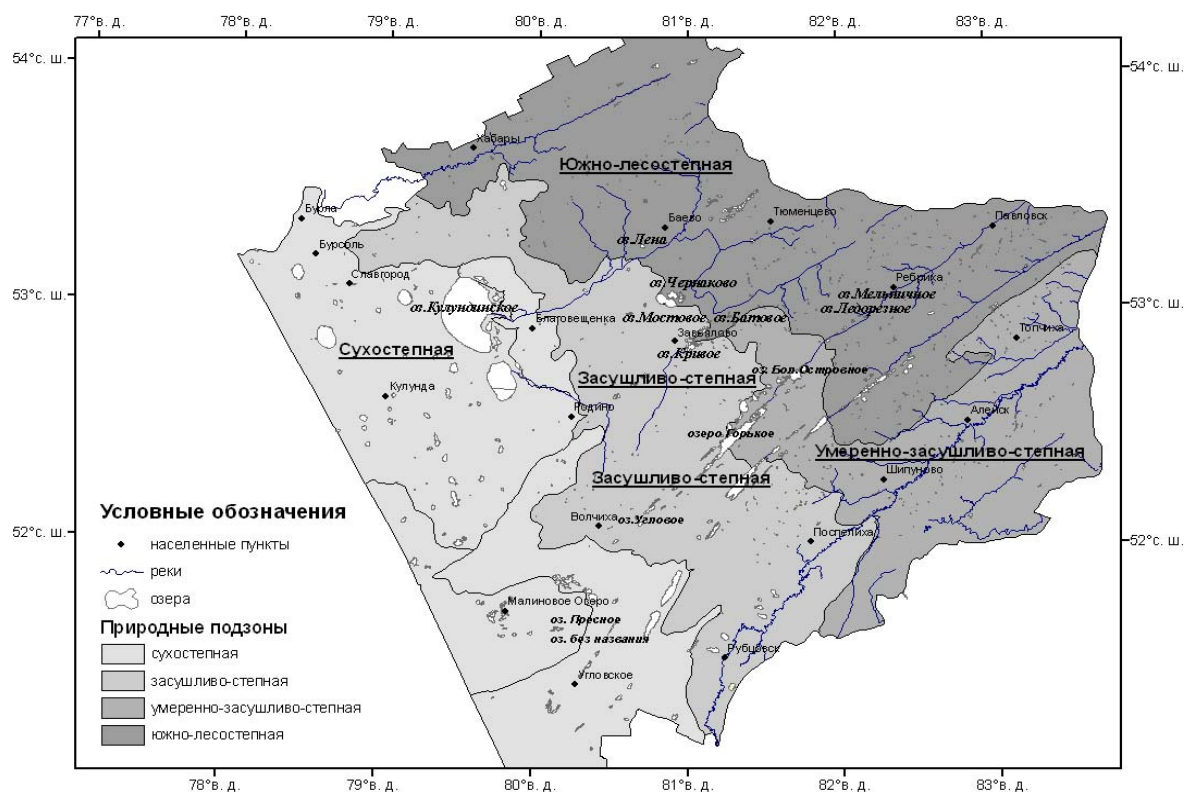 77°в. д.
78°в. д.
79°в. д.
80°в. д.
81°в. д.
82°в. д.
83°в. д.
54°с. ш.
54°с. ш.
Хабары
Южно-лесостепная
Бурла
Баево
Тюменцево
Павловск
оз.Лена
Бурсоль
Славгород
53°с. ш.
53°с. ш.
оз.Кулундинское
оз.Чернаково
Ребриха
оз.Мельничное
оз.Мостовое
оз.Батовое
оз.Ледорезное
Благовещенка
Завьялово
Топчиха
Сухостепная
оз.Кривое
Засушливо-степная
оз. Бол.Островное
Кулунда
Родино
Алейск
озеро Горькое
Умеренно-засушливо-степная
Засушливо-степная
Шипуново
Волчиха
оз.Угловое
52°с. ш.
52°с. ш.
Поспелиха
Малиновое Озеро
оз. Пресное
оз. без названия
Рубцовск
Угловское
Условные обозначения
населенные пункты
реки
озера
Природные подзоны
сухостепная
засушливо-степная
умеренно-засушливо-степная
южно-лесостепная
78°в. д.
79°в. д.
80°в. д.
81°в. д.
82°в. д.
83°в. д.